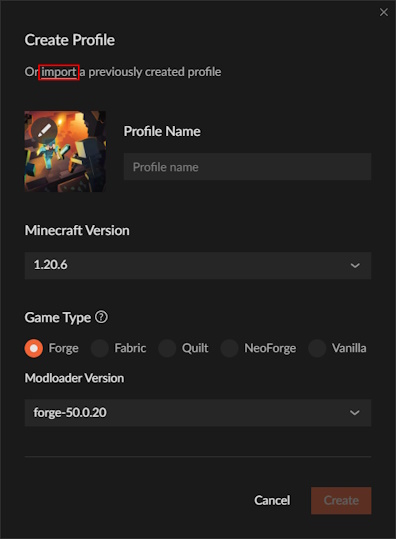 Create Profile
Or import a previously created profile
Profile Name
Profile name
Minecraft Version
1.20.6
Game Type ?
Forge Fabric Quilt NeoForge Vanilla
Modloader Version
forge-50.0.20
Cancel Create